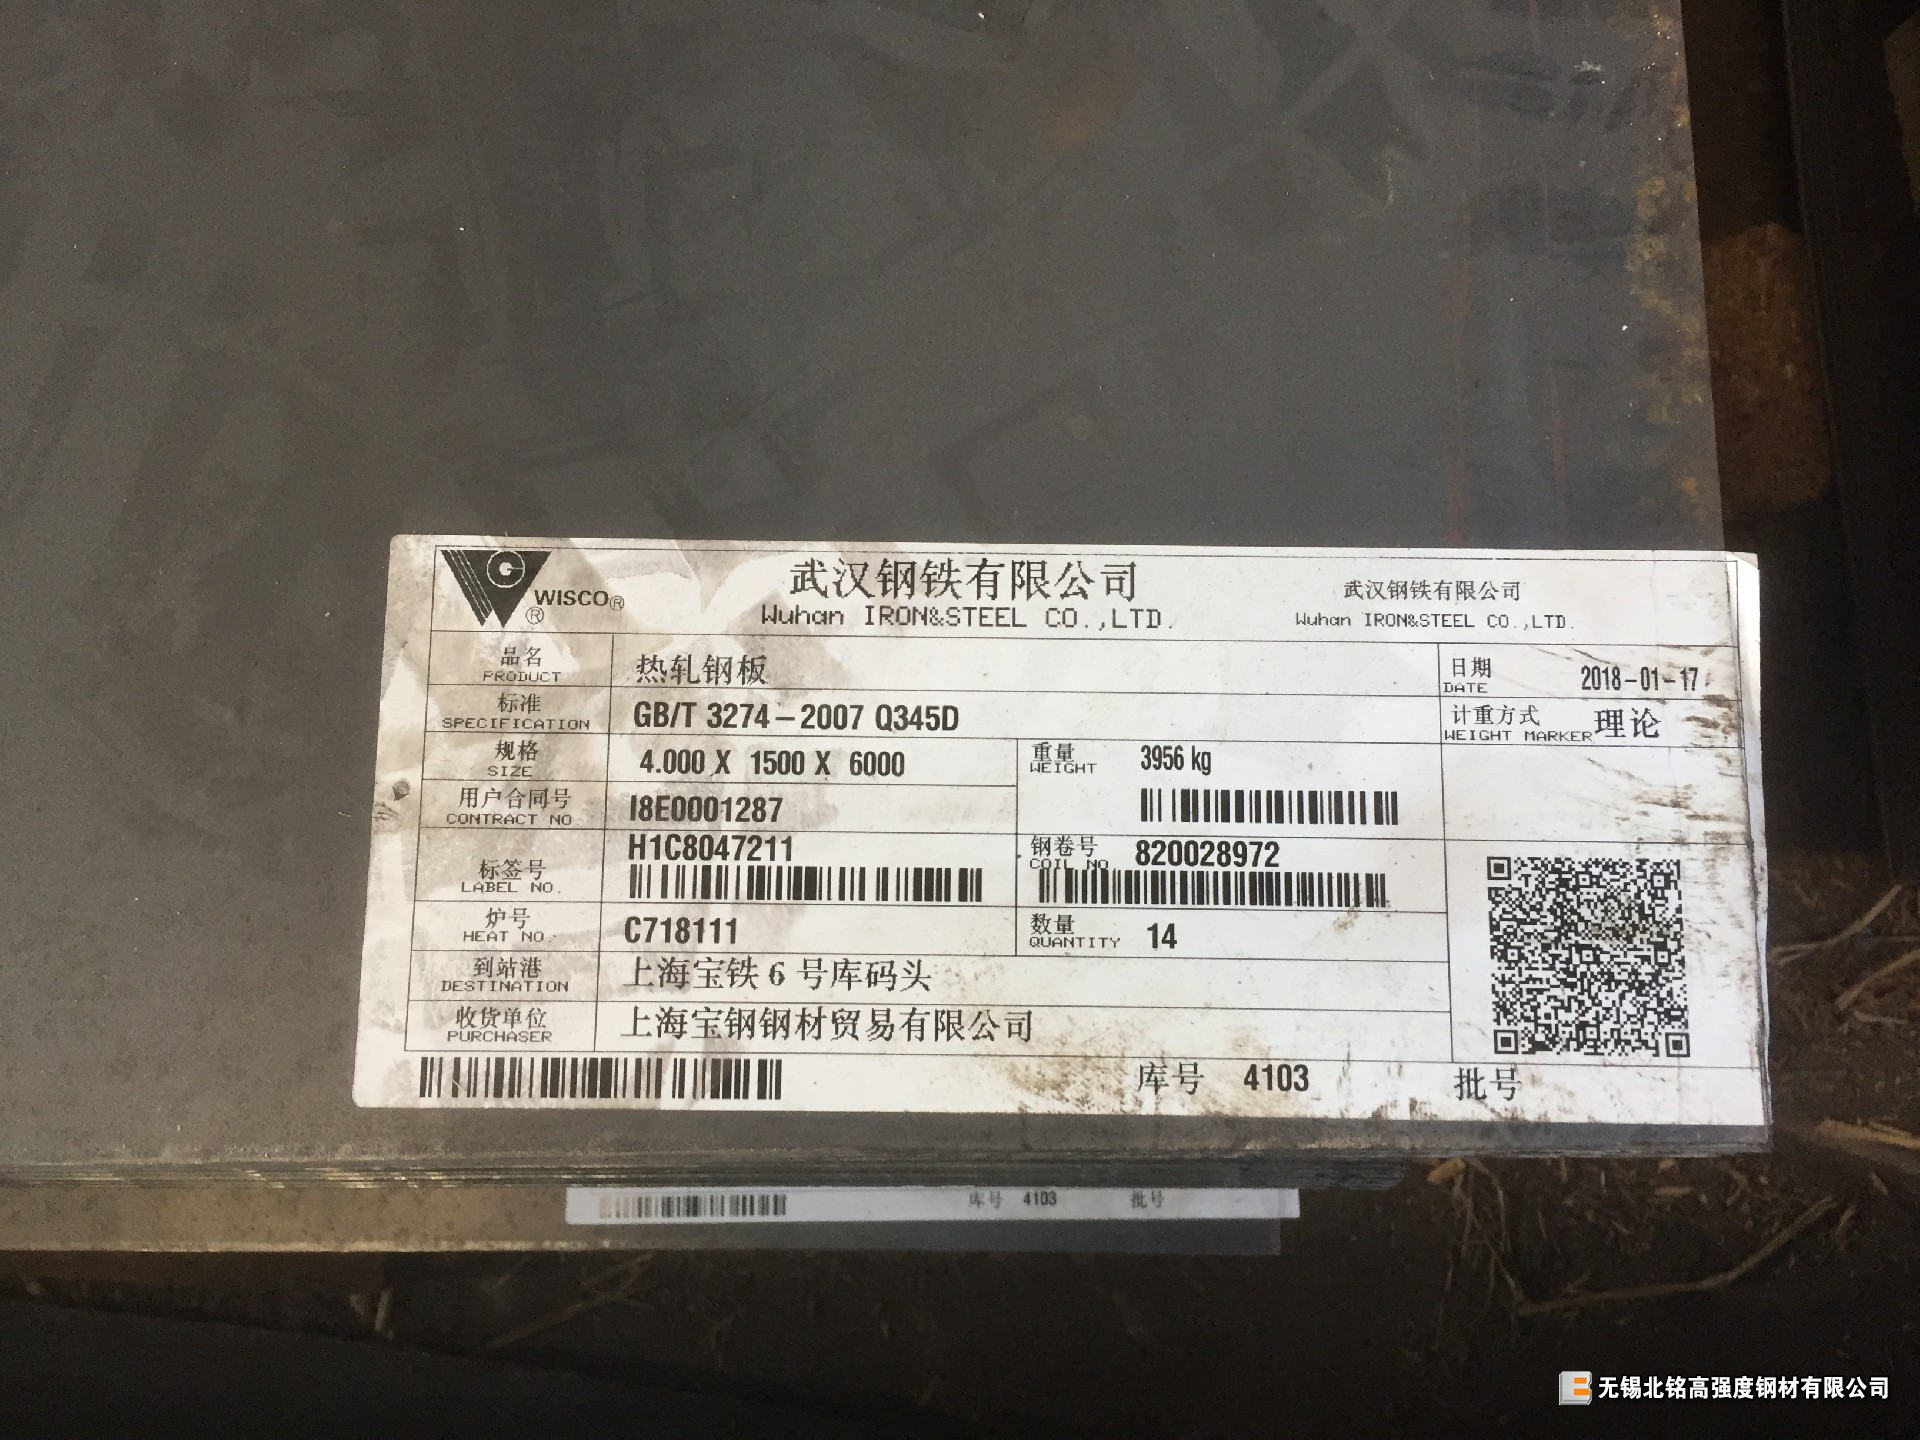 WISCO®
®
武汉钢铁有限公司
Wuhan IRON&STEEL CO.,LTD.
武汉钢铁有限公司
Wuhan IRON&STEEL CO.,LTD.
品名
PRODUCT
热轧钢板
日期
DATE
2018-01-17
标准
SPECIFICATION
GB/T 3274-2007 Q345D
计重方式
WEIGHT MARKER
理论
规格
SIZE
4.000 X 1500 X 6000
重量
WEIGHT
3956 kg
用户合同号
CONTRACT NO.
I8E0001287
标签号
LABEL NO.
H1C8047211
钢卷号
COIL NO.
820028972
炉号
HEAT NO.
C718111
数量
QUANTITY
14
到站港
DESTINATION
上海宝铁6号库码头
收货单位
PURCHASER
上海宝钢钢材贸易有限公司
库号 4103 批号
库号 4103 批号
无锡北铭高强度钢材有限公司